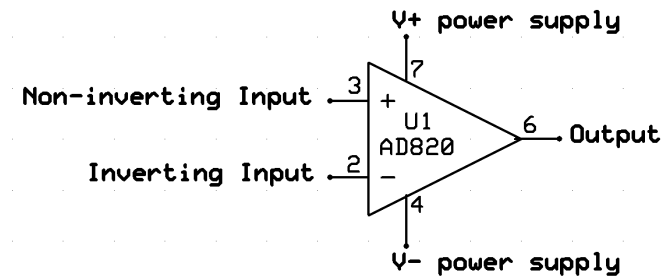 V+ power supply
7
3
Non-inverting Input
+
U1
6
Output
AD820
2
Inverting Input
-
4
V- power supply